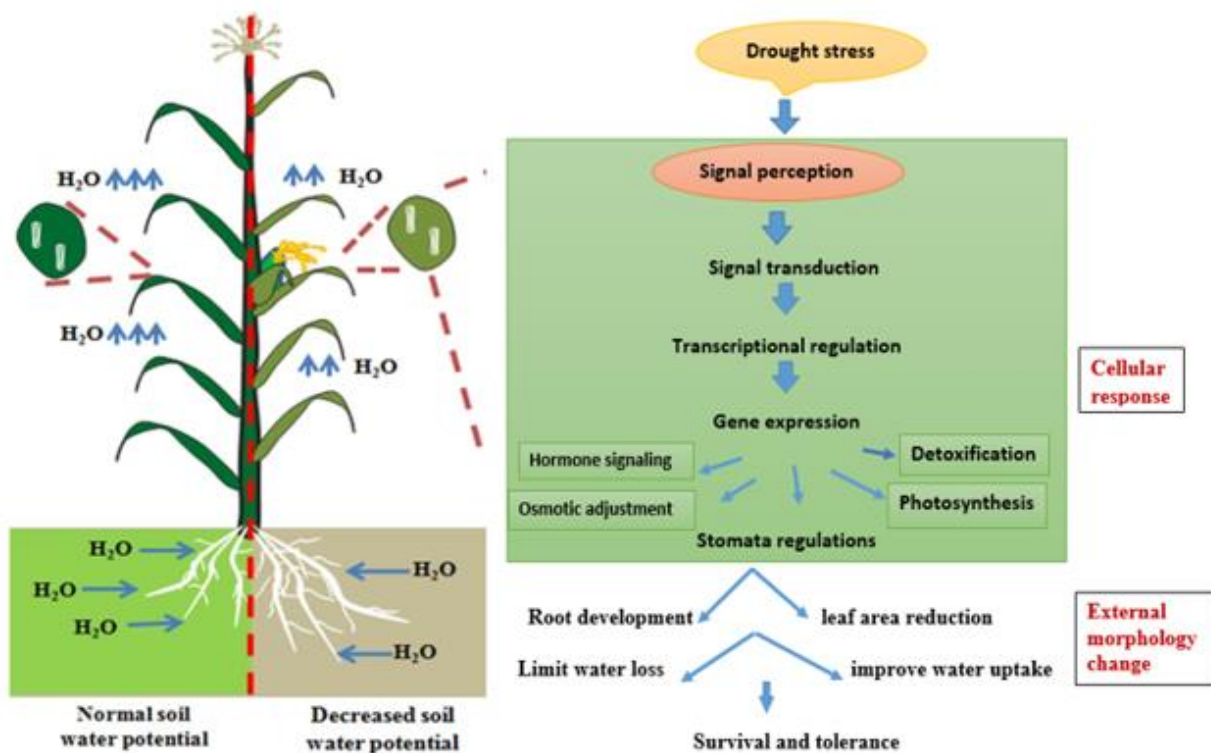 H₂O
H₂O
H₂O
H₂O
H₂O
H₂O
H₂O
H₂O
H₂O
Normal soil
water potential
Decreased soil
water potential
Drought stress
Signal perception
Signal transduction
Transcriptional regulation
Gene expression
Hormone signaling
Detoxification
Osmotic adjustment
Photosynthesis
Stomata regulations
Cellular
response
Root development
leaf area reduction
Limit water loss
improve water uptake
External
morphology
change
Survival and tolerance